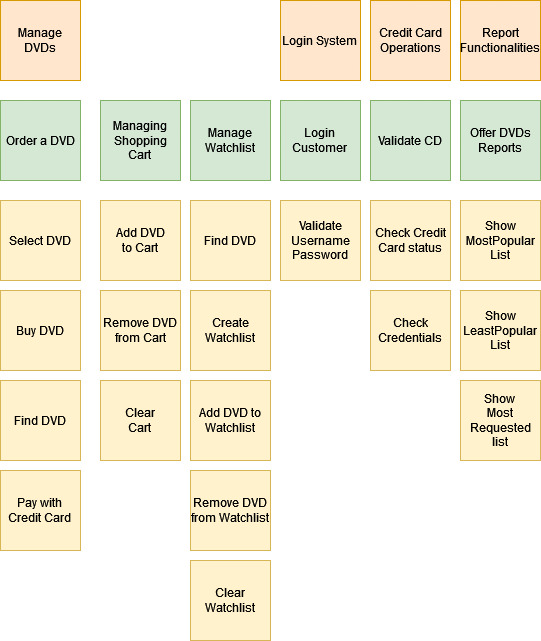 Manage
DVDs
Login System
Credit Card
Operations
Report
Functionalities
Order a DVD
Managing
Shopping
Cart
Manage
Watchlist
Login
Customer
Validate CD
Offer DVDs
Reports
Select DVD
Add DVD
to Cart
Find DVD
Validate
Username
Password
Check Credit
Card status
Show
MostPopular
List
Buy DVD
Remove DVD
from Cart
Create
Watchlist
Check
Credentials
Show
LeastPopular
List
Find DVD
Clear
Cart
Add DVD to
Watchlist
Show
Most
Requested
list
Pay with
Credit Card
Remove DVD
from Watchlist
Clear
Watchlist